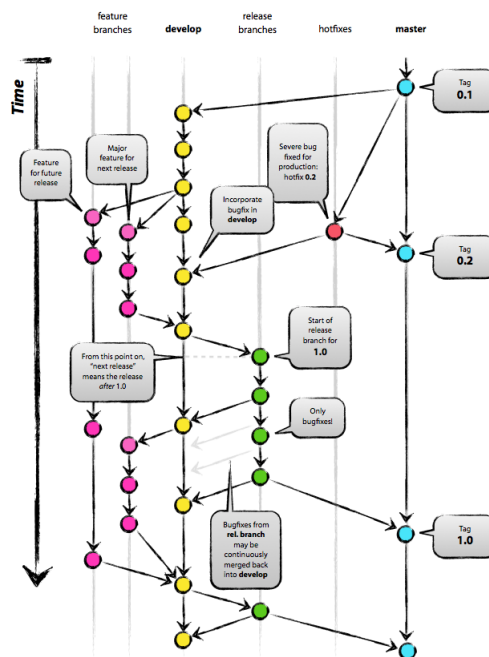 feature
branches
develop
release
branches
hotfixes
master
Time
Tag
0.1
Feature
for future
release
Major
feature for
next release
Severe bug
fixed for
production:
hotfix 0.2
Incorporate
bugfix in
develop
Tag
0.2
Start of
release
branch for
1.0
From this point on,
“next release”
means the release
after 1.0
Only
bugfixes!
Bugfixes from
rel. branch
may be
continuously
merged back
into develop
Tag
1.0